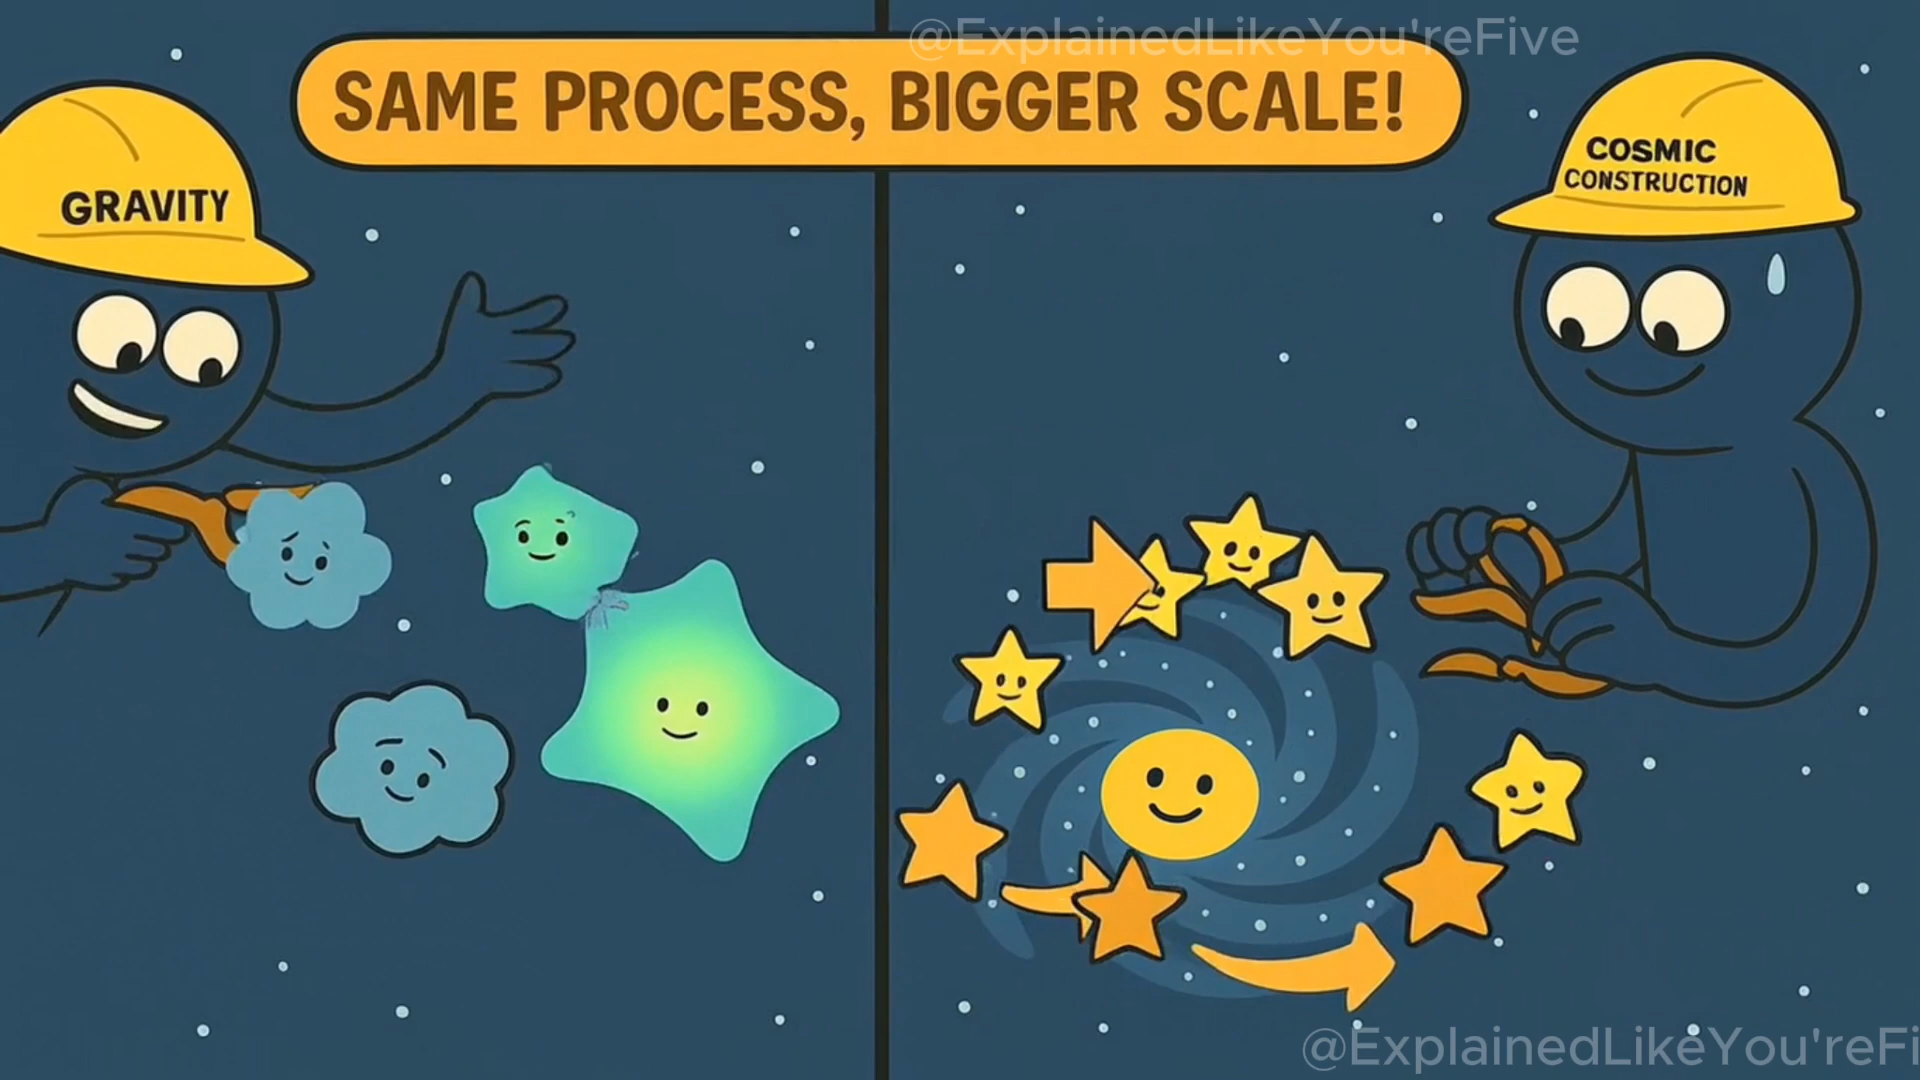 @ExplainedLikeYou'reFive
SAME PROCESS, BIGGER SCALE!
GRAVITY
COSMIC
CONSTRUCTION
@ExplainedLikeYou'reFi